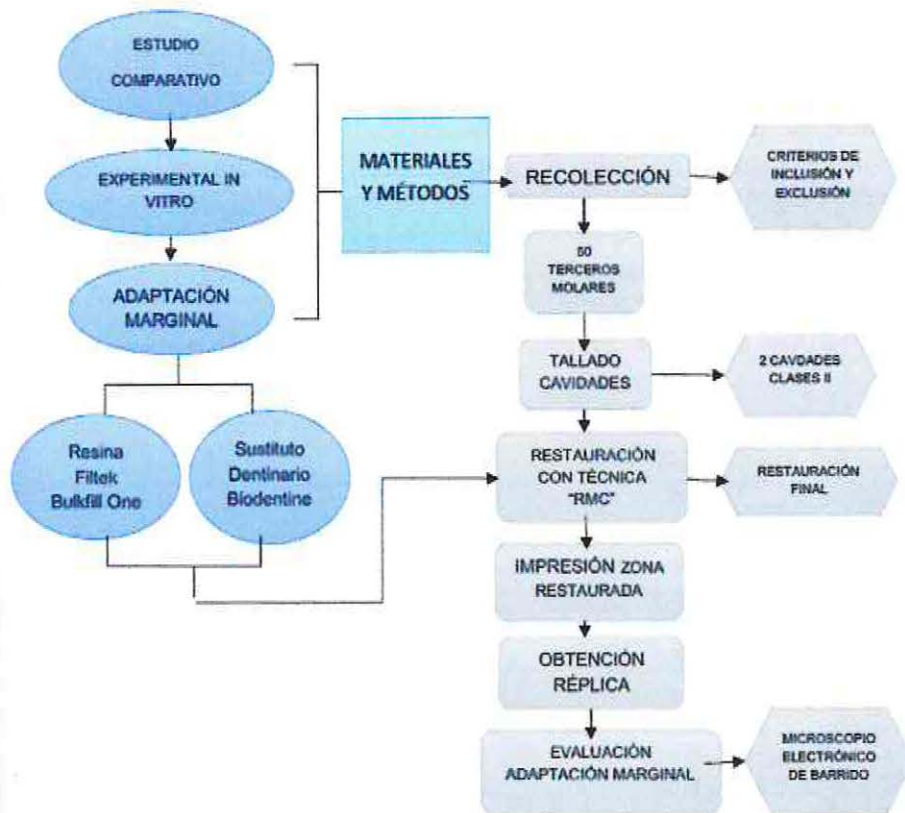 ESTUDIO
COMPARATIVO
EXPERIMENTAL IN
VITRO
ADAPTACIÓN
MARGINAL
Resina
Filtek
Bulkfill One
Sustituto
Dentinario
Biodentine
MATERIALES
Y MÉTODOS
RECOLECCIÓN
CRITERIOS DE
INCLUSIÓN Y
EXCLUSIÓN
50
TERCEROS
MOLARES
TALLADO
CAVIDADES
2 CAVDADES
CLASES II
RESTAURACIÓN
CON TÉCNICA
"RMC"
RESTAURACIÓN
FINAL
IMPRESIÓN ZONA
RESTAURADA
OBTENCIÓN
RÉPLICA
EVALUACIÓN
ADAPTACIÓN MARGINAL
MICROSCOPIO
ELECTRÓNICO
DE BARRIDO